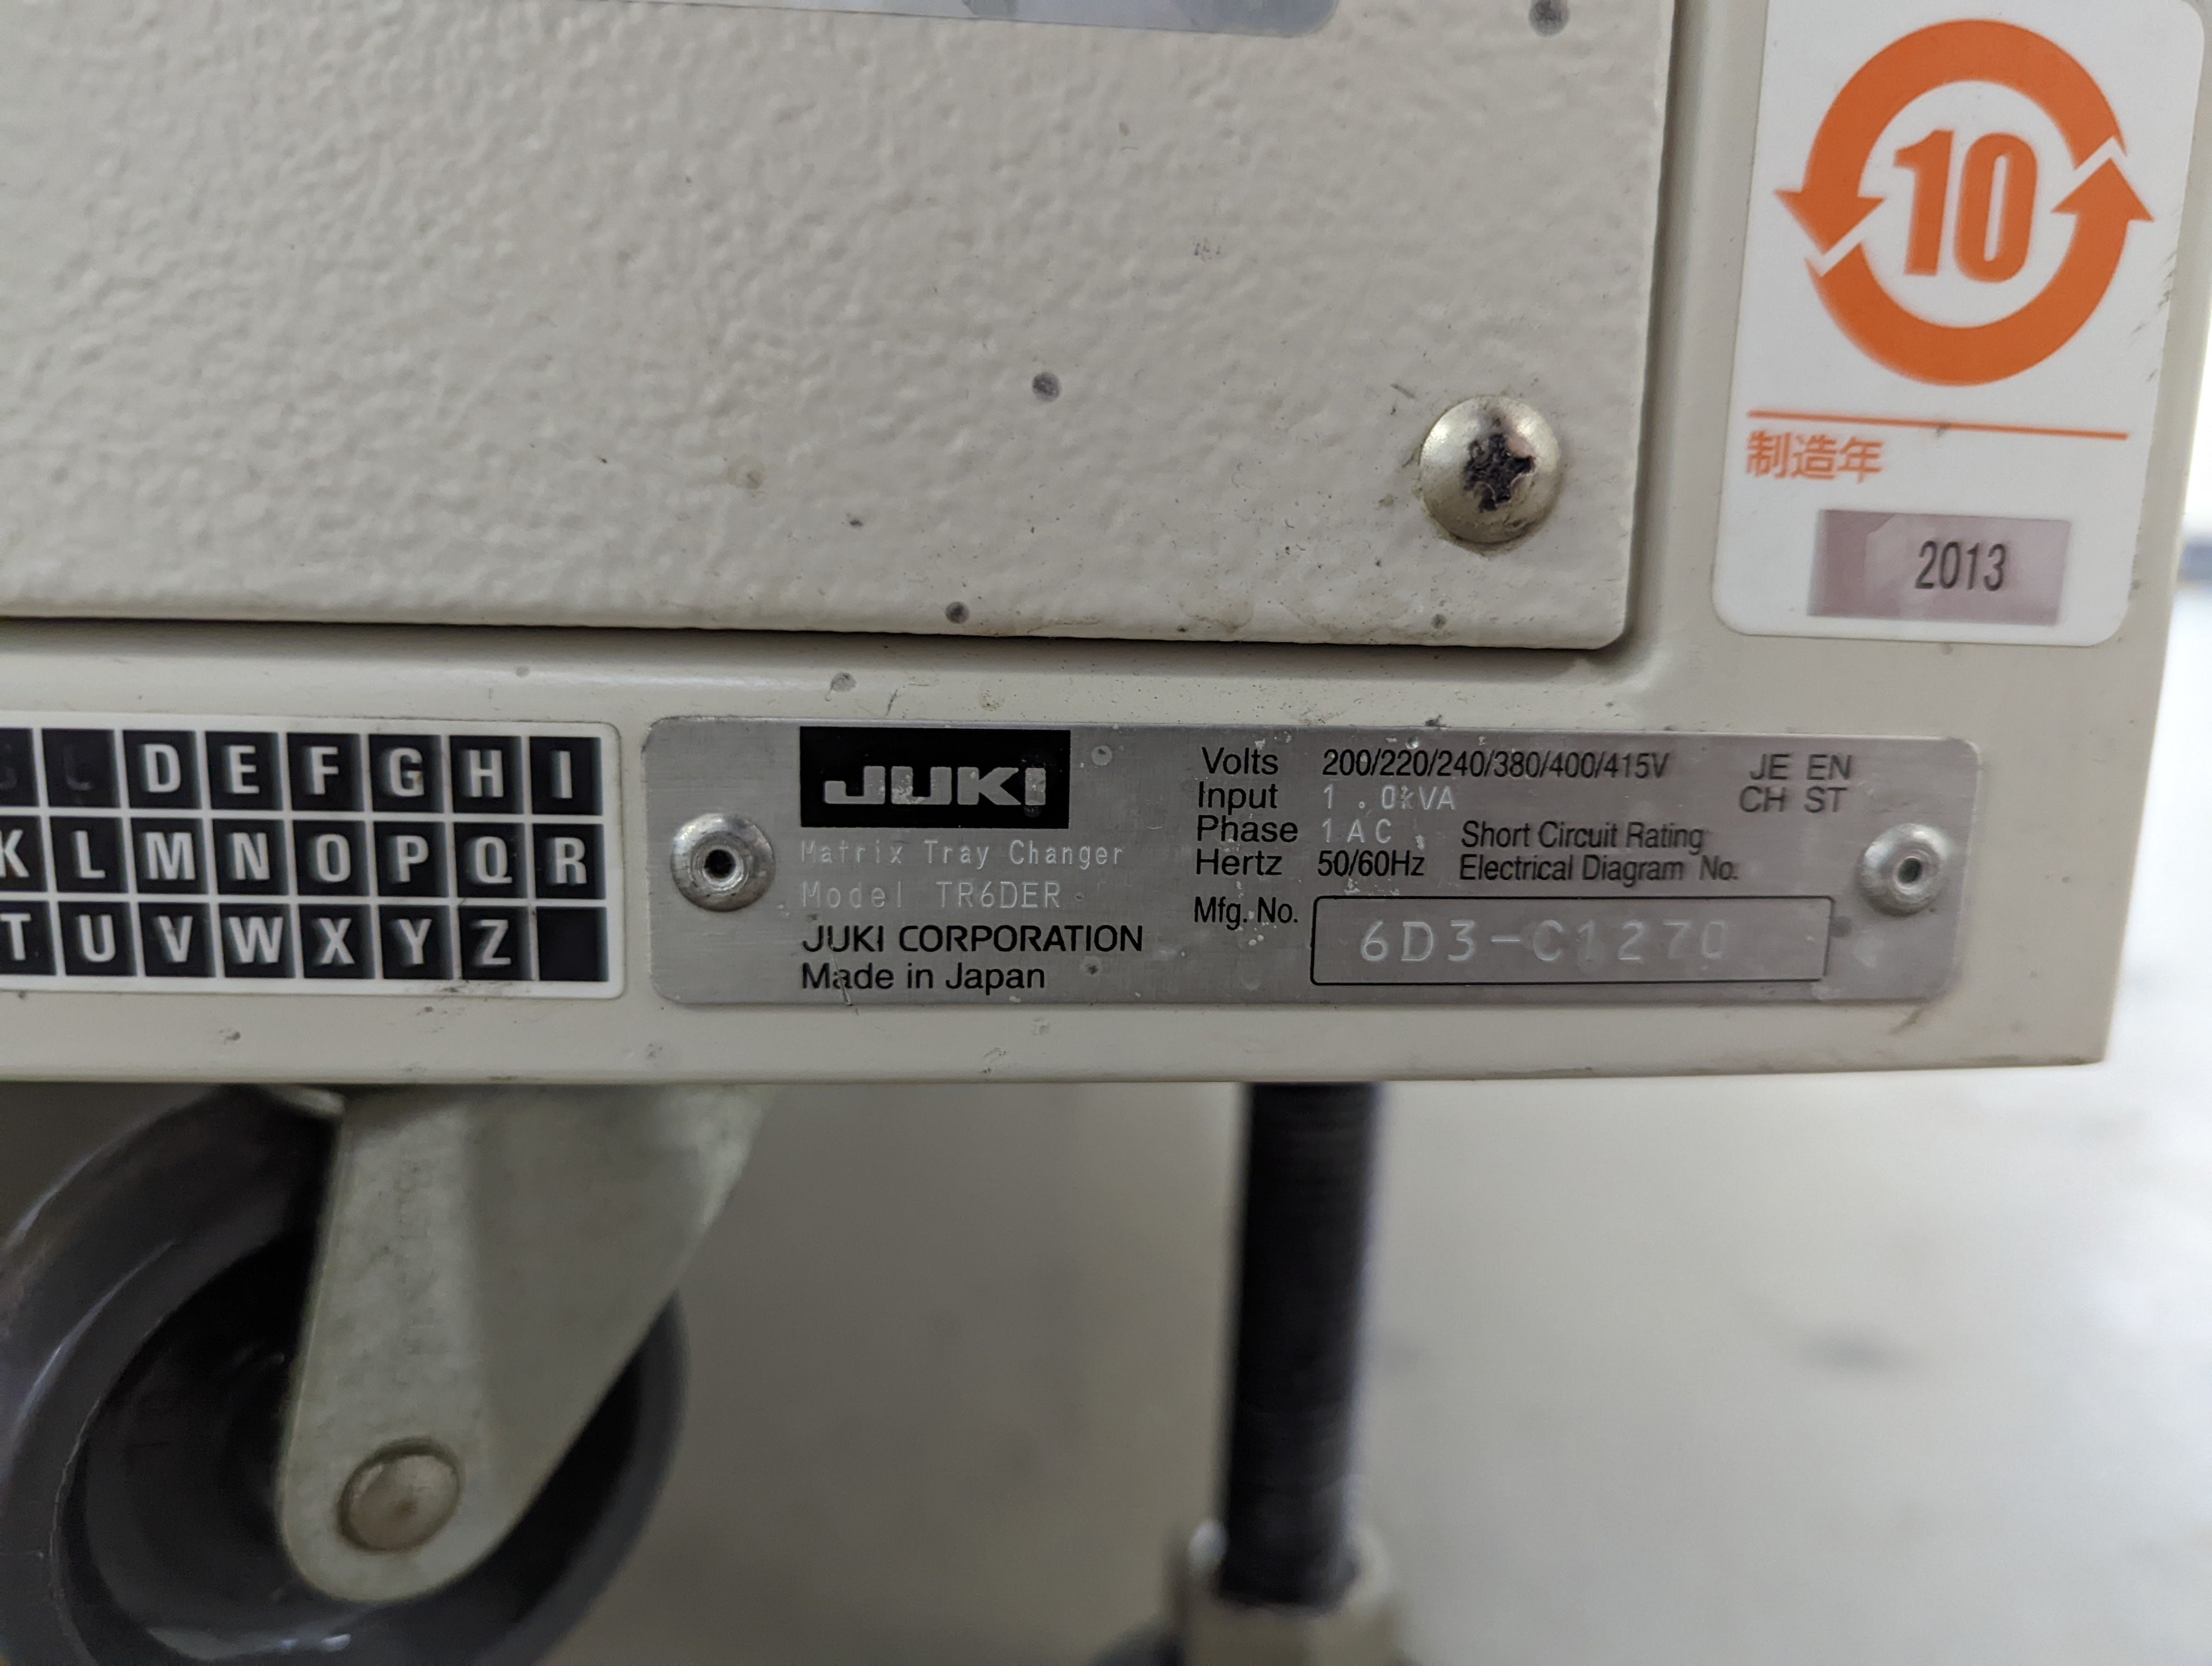 10
制造年
2013
D E F G H I
K L M N O P Q R
T U V W X Y Z
JUKI
Matrix Tray Changer
Model TR6DER
JUKI CORPORATION
Made in Japan
Volts 200/220/240/380/400/415V JE EN
Input 1.0kVA CH ST
Phase 1AC Short Circuit Rating
Hertz 50/60Hz Electrical Diagram No.
Mfg. No. 6D3-C1270